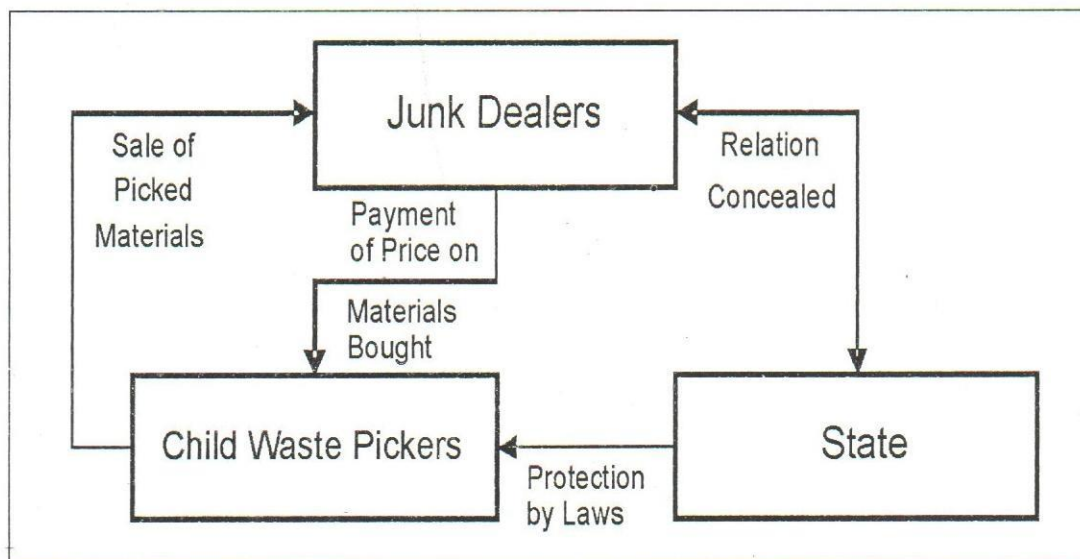 Junk Dealers
Sale of
Picked
Materials
Relation
Concealed
Payment
of Price on
Materials
Bought
Child Waste Pickers
State
Protection
by Laws